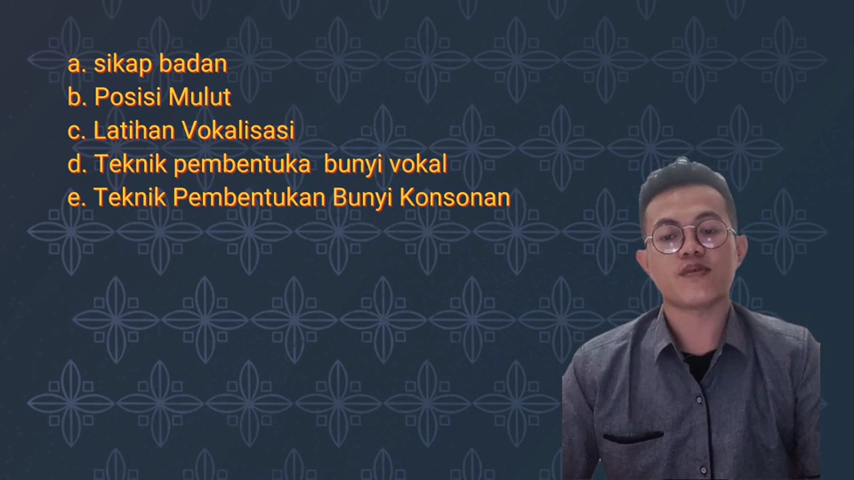 a. sikap badan
b. Posisi Mulut
c. Latihan Vokalisasi
d. Teknik pembentuka  bunyi vokal
e. Teknik Pembentukan Bunyi Konsonan